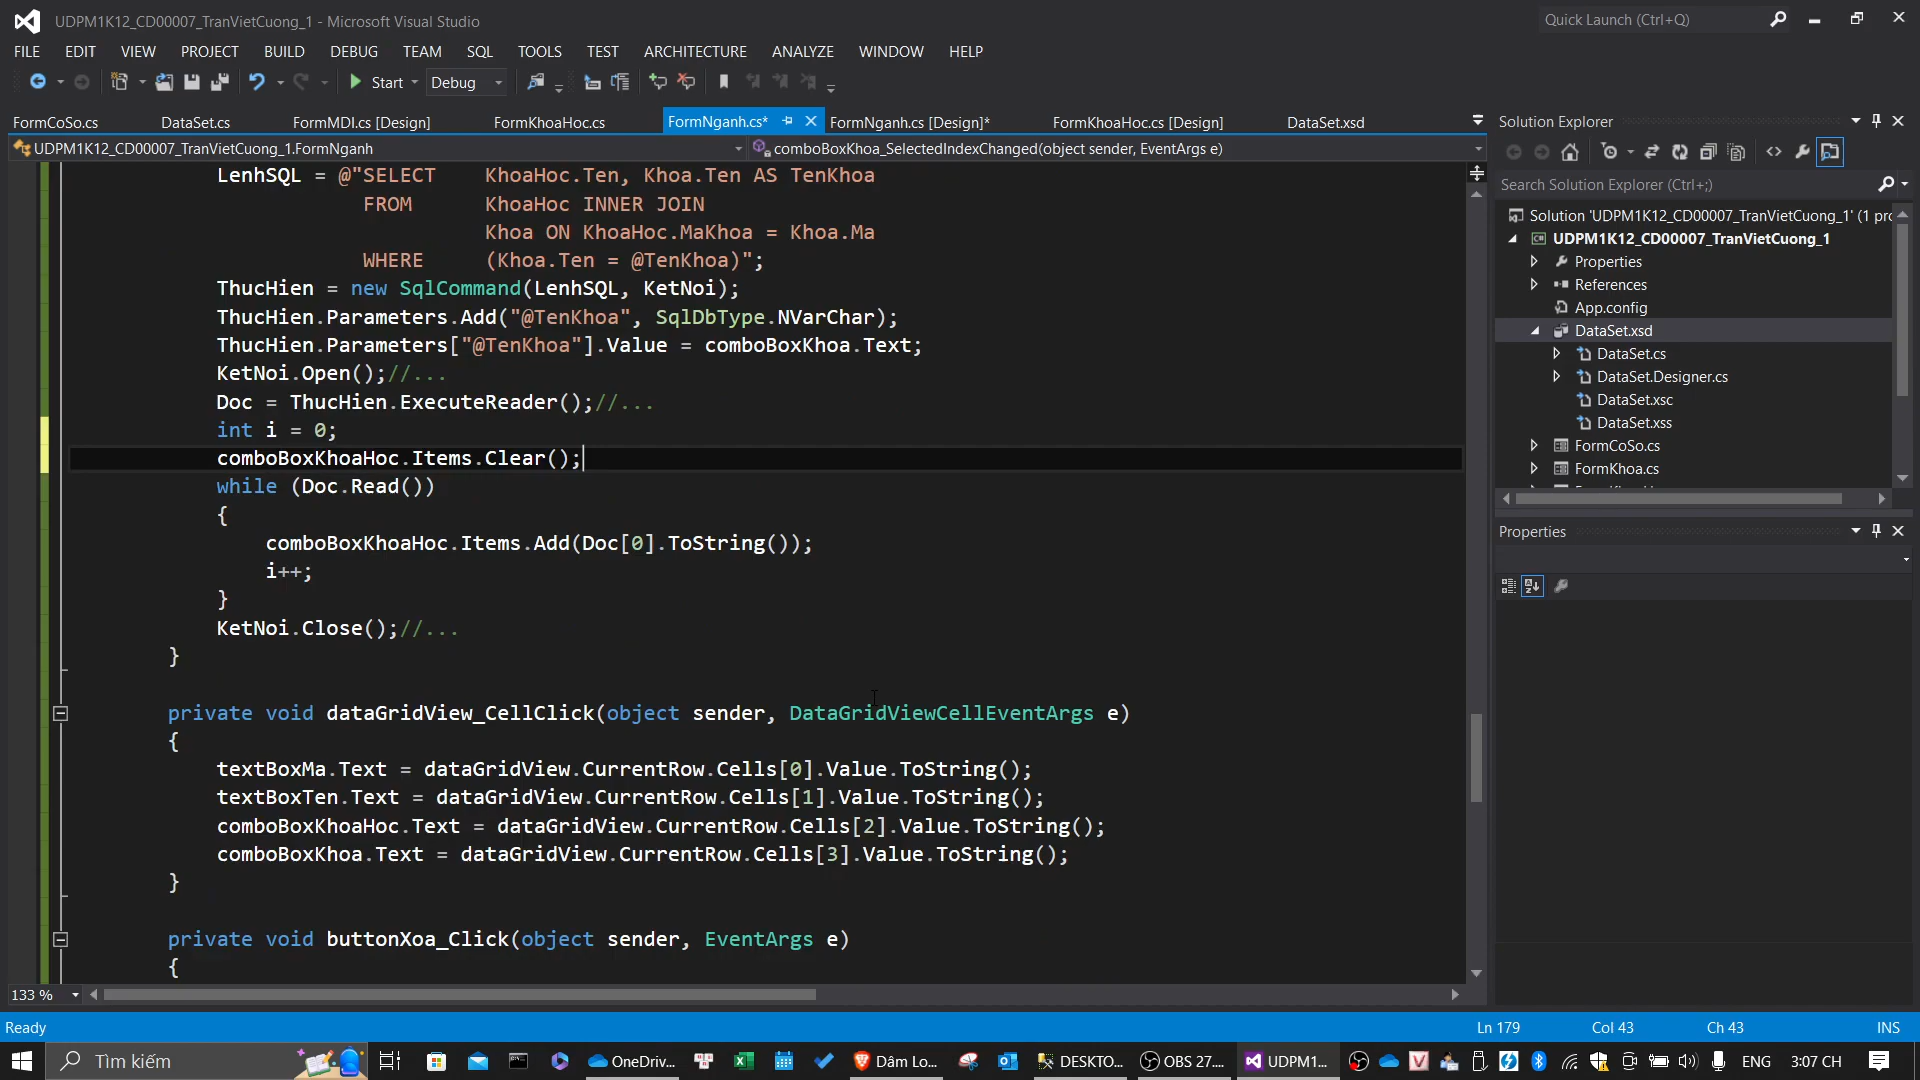 UDPM1K12_CD00007_TranVietCuong_1 - Microsoft Visual Studio
Quick Launch (Ctrl+Q)
FILE EDIT VIEW PROJECT BUILD DEBUG TEAM SQL TOOLS TEST ARCHITECTURE ANALYZE WINDOW HELP
Start Debug
FormCoSo.cs DataSet.cs FormMDI.cs [Design] FormKhoaHoc.cs FormNganh.cs* FormNganh.cs [Design]* FormKhoaHoc.cs [Design] DataSet.xsd
UDPM1K12_CD00007_TranVietCuong_1.FormNganh
comboBoxKhoa_SelectedIndexChanged(object sender, EventArgs e)
LenhSQL = @"SELECT KhoaHoc.Ten, Khoa.Ten AS TenKhoa
FROM KhoaHoc INNER JOIN
Khoa ON KhoaHoc.MaKhoa = Khoa.Ma
WHERE (Khoa.Ten = @TenKhoa)";
ThucHien = new SqlCommand(LenhSQL, KetNoi);
ThucHien.Parameters.Add("@TenKhoa", SqlDbType.NVarChar);
ThucHien.Parameters["@TenKhoa"].Value = comboBoxKhoa.Text;
KetNoi.Open();//...
Doc = ThucHien.ExecuteReader();//...
int i = 0;
comboBoxKhoaHoc.Items.Clear();
while (Doc.Read())
{
comboBoxKhoaHoc.Items.Add(Doc[0].ToString());
i++;
}
KetNoi.Close();//...
}
private void dataGridView_CellClick(object sender, DataGridViewCellEventArgs e)
{
textBoxMa.Text = dataGridView.CurrentRow.Cells[0].Value.ToString();
textBoxTen.Text = dataGridView.CurrentRow.Cells[1].Value.ToString();
comboBoxKhoaHoc.Text = dataGridView.CurrentRow.Cells[2].Value.ToString();
comboBoxKhoa.Text = dataGridView.CurrentRow.Cells[3].Value.ToString();
}
private void buttonXoa_Click(object sender, EventArgs e)
{
133 %
Solution Explorer
Search Solution Explorer (Ctrl+;)
Solution 'UDPM1K12_CD00007_TranVietCuong_1' (1 prc
UDPM1K12_CD00007_TranVietCuong_1
Properties
References
App.config
DataSet.xsd
DataSet.cs
DataSet.Designer.cs
DataSet.xsc
DataSet.xss
FormCoSo.cs
FormKhoa.cs
Properties
Ready Ln 179 Col 43 Ch 43 INS
Tìm kiếm OneDriv... Dâm Lo... DESKTO... OBS 27.... UDPM1... ENG 3:07 CH